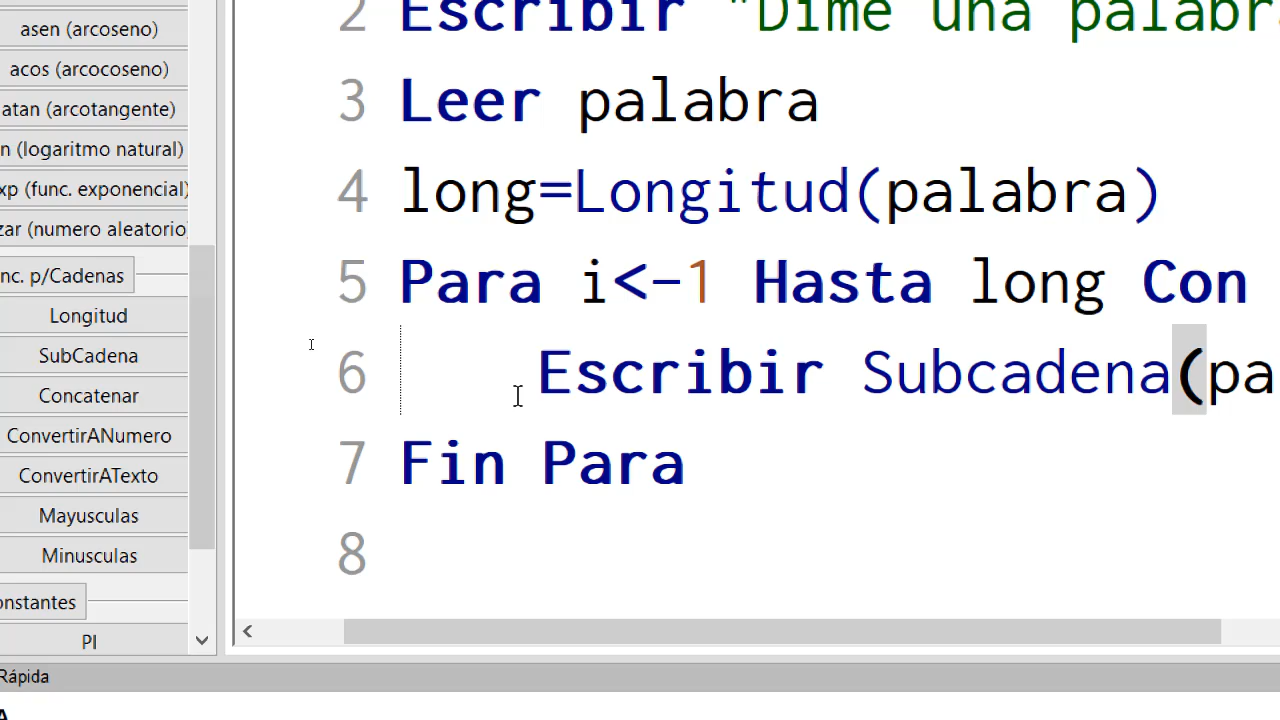 asen (arcoseno)
acos (arcocoseno)
atan (arcotangente)
n (logaritmo natural)
xp (func. exponencial)
zar (numero aleatorio
nc. p/Cadenas
Longitud
SubCadena
Concatenar
ConvertirANumero
ConvertirATexto
Mayusculas
Minusculas
onstantes
PI
2 Escribir "Dime una palabra
3 Leer palabra
4 long=Longitud(palabra)
5 Para i<-1 Hasta long Con
6 Escribir Subcadena(pa
7 Fin Para
8
Rápida